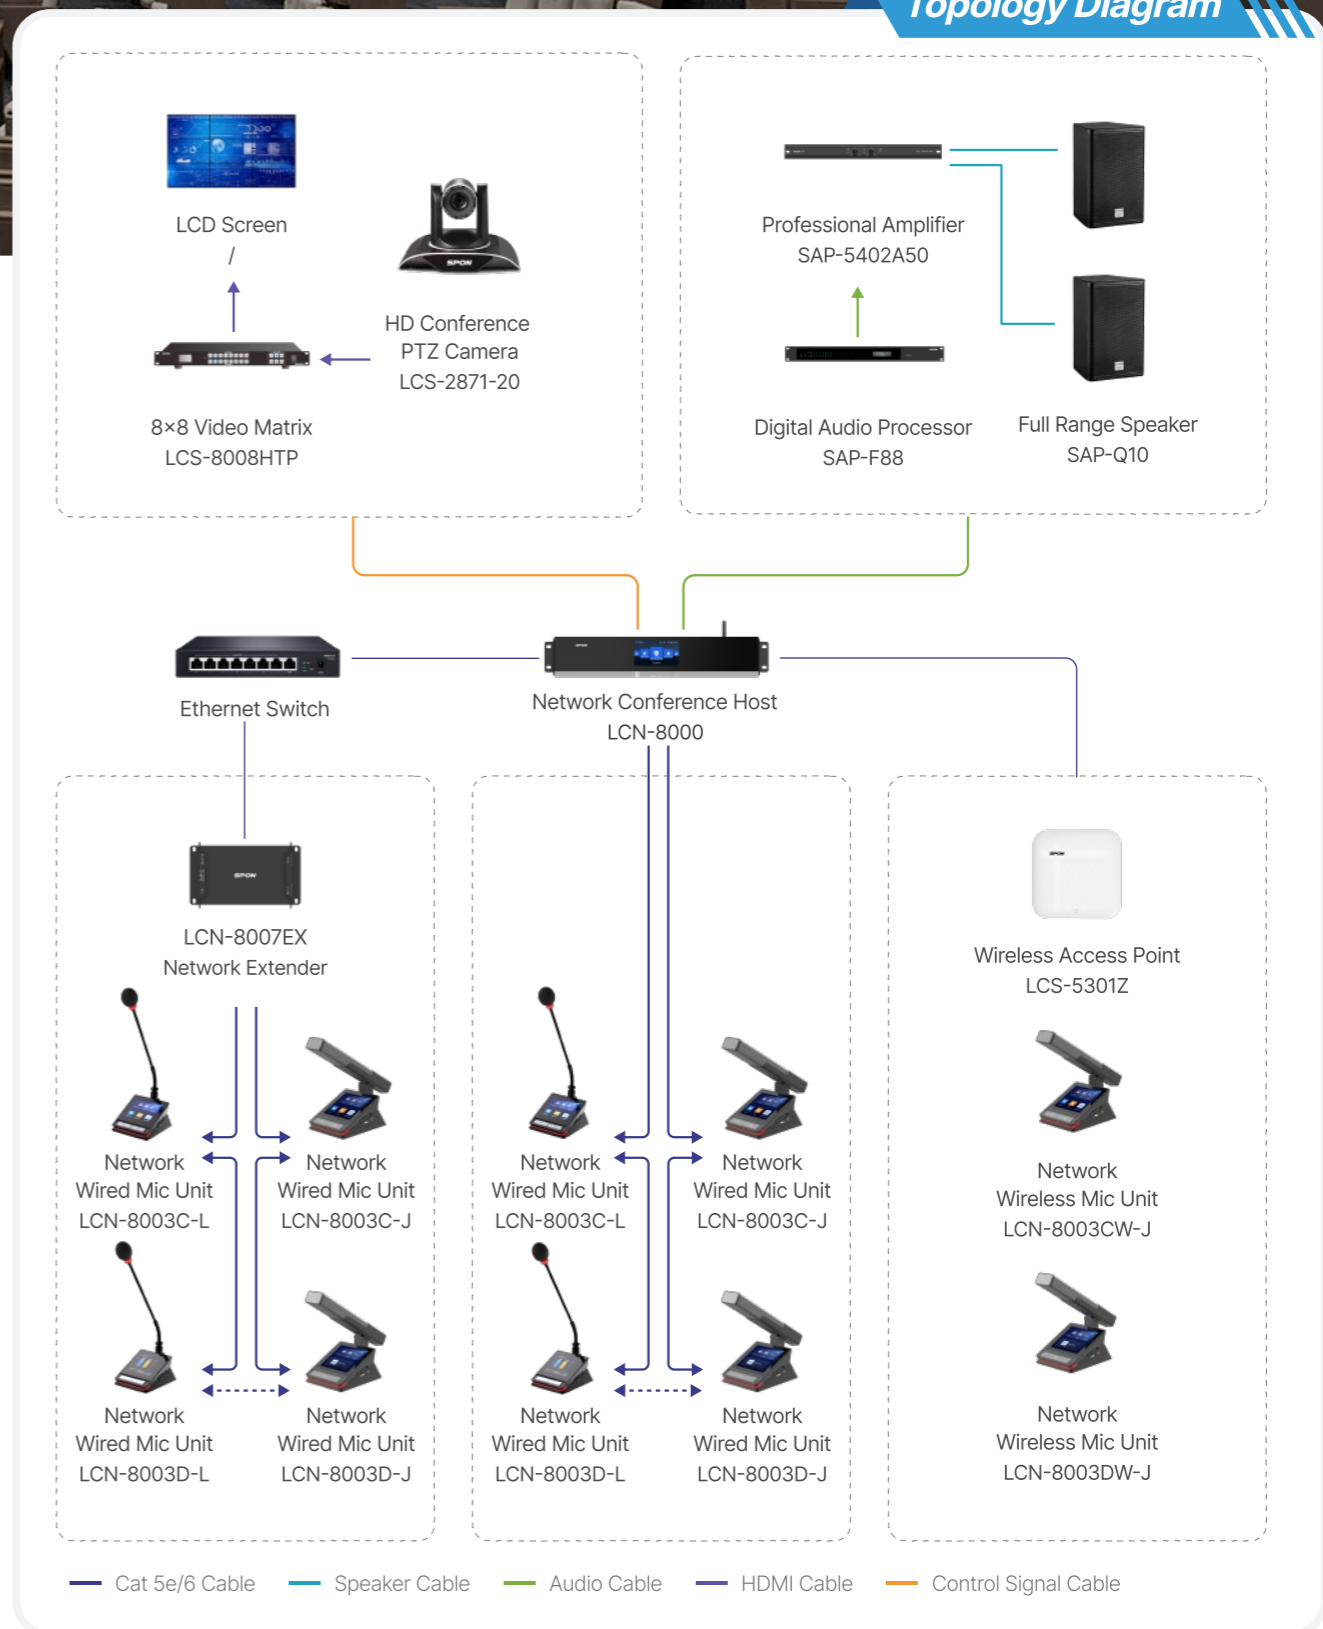 Topology Diagram
LCD Screen
/
SPON
HD Conference
PTZ Camera
LCS-2871-20
8×8 Video Matrix
LCS-8008HTP
Professional Amplifier
SAP-5402A50
Digital Audio Processor
SAP-F88
Full Range Speaker
SAP-Q10
Ethernet Switch
SPON
Network Conference Host
LCN-8000
SPON
LCN-8007EX
Network Extender
SPON
Wireless Access Point
LCS-5301Z
Network
Wired Mic Unit
LCN-8003C-L
Network
Wired Mic Unit
LCN-8003C-J
Network
Wired Mic Unit
LCN-8003D-L
Network
Wired Mic Unit
LCN-8003D-J
Network
Wired Mic Unit
LCN-8003C-L
Network
Wired Mic Unit
LCN-8003C-J
Network
Wired Mic Unit
LCN-8003D-L
Network
Wired Mic Unit
LCN-8003D-J
Network
Wireless Mic Unit
LCN-8003CW-J
Network
Wireless Mic Unit
LCN-8003DW-J
Cat 5e/6 Cable
Speaker Cable
Audio Cable
HDMI Cable
Control Signal Cable